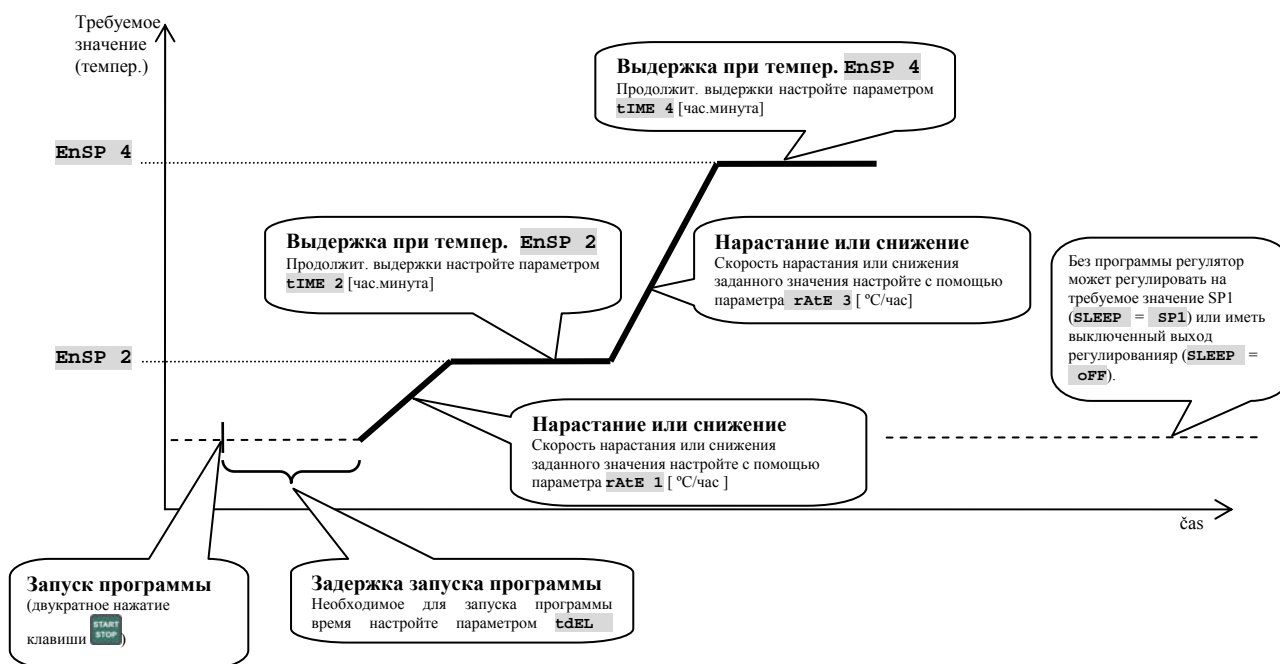 Требуемое
значение
(темпер.)
Выдержка при темпер. EnSP 4
Продолжит. выдержки настройте параметром
tIME 4 [час.минута]
EnSP 4
Выдержка при темпер. EnSP 2
Продолжит. выдержки настройте параметром
tIME 2 [час.минута]
Нарастание или снижение
Скорость нарастания или снижения
заданного значения настройте с помощью
параметра rAtE 3 [ ºC/час]
Без программы регулятор
может регулировать на
требуемое значение SP1
(SLEEP = SP1) или иметь
выключенный выход
регулированияр (SLEEP =
oFF).
EnSP 2
Нарастание или снижение
Скорость нарастания или снижения
заданного значения настройте с помощью
параметра rAtE 1 [ ºC/час ]
čas
Запуск программы
(двукратное нажатие
клавиши START STOP)
Задержка запуска программы
Необходимое для запуска программы
время настройте параметром tdEL